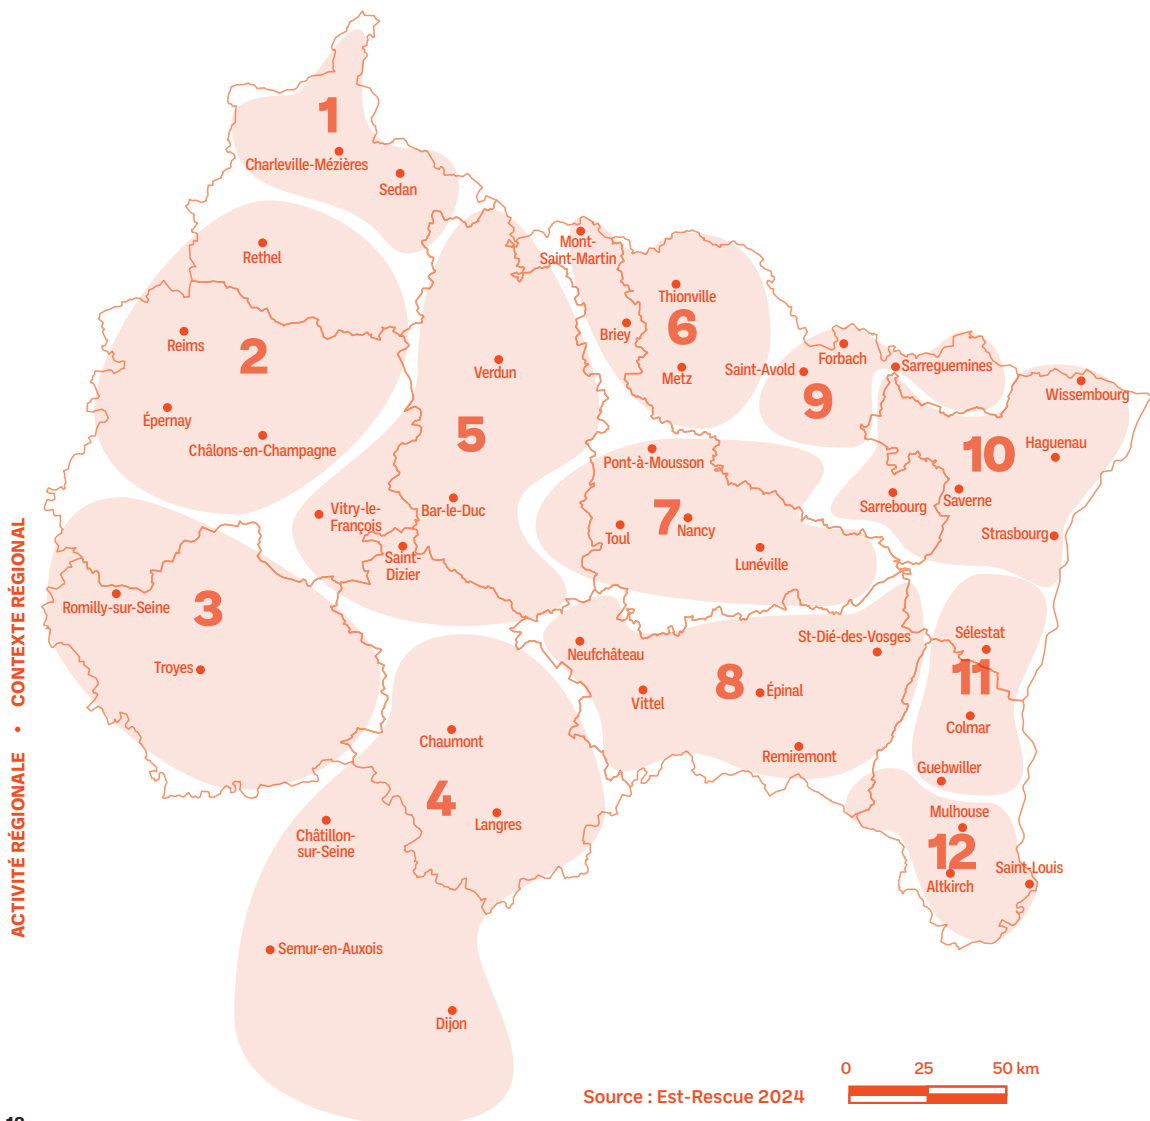 1
Charleville-Mézières
Sedan
Rethel
Reims
2
Épernay
Châlons-en-Champagne
Mont-
Saint-Martin
Thionville
Briey
6
Metz
Verdun
5
Bar-le-Duc
Vitry-le-
François
Saint-
Dizier
Saint-Avold
Forbach
9
Sarreguemines
Wissembourg
10
Haguenau
Sarrebourg
Saverne
Strasbourg
Pont-à-Mousson
7
Nancy
Toul
Lunéville
Romilly-sur-Seine
3
Troyes
St-Dié-des-Vosges
Neufchâteau
8
Épinal
Vittel
Remiremont
Sélestat
11
Colmar
Guebwiller
Chaumont
4
Langres
Châtillon-
sur-Seine
Mulhouse
12
Saint-Louis
Altkirch
Semur-en-Auxois
Dijon
0 25 50 km
Source : Est-Rescue 2024
ACTIVITÉ RÉGIONALE • CONTEXTE RÉGIONAL